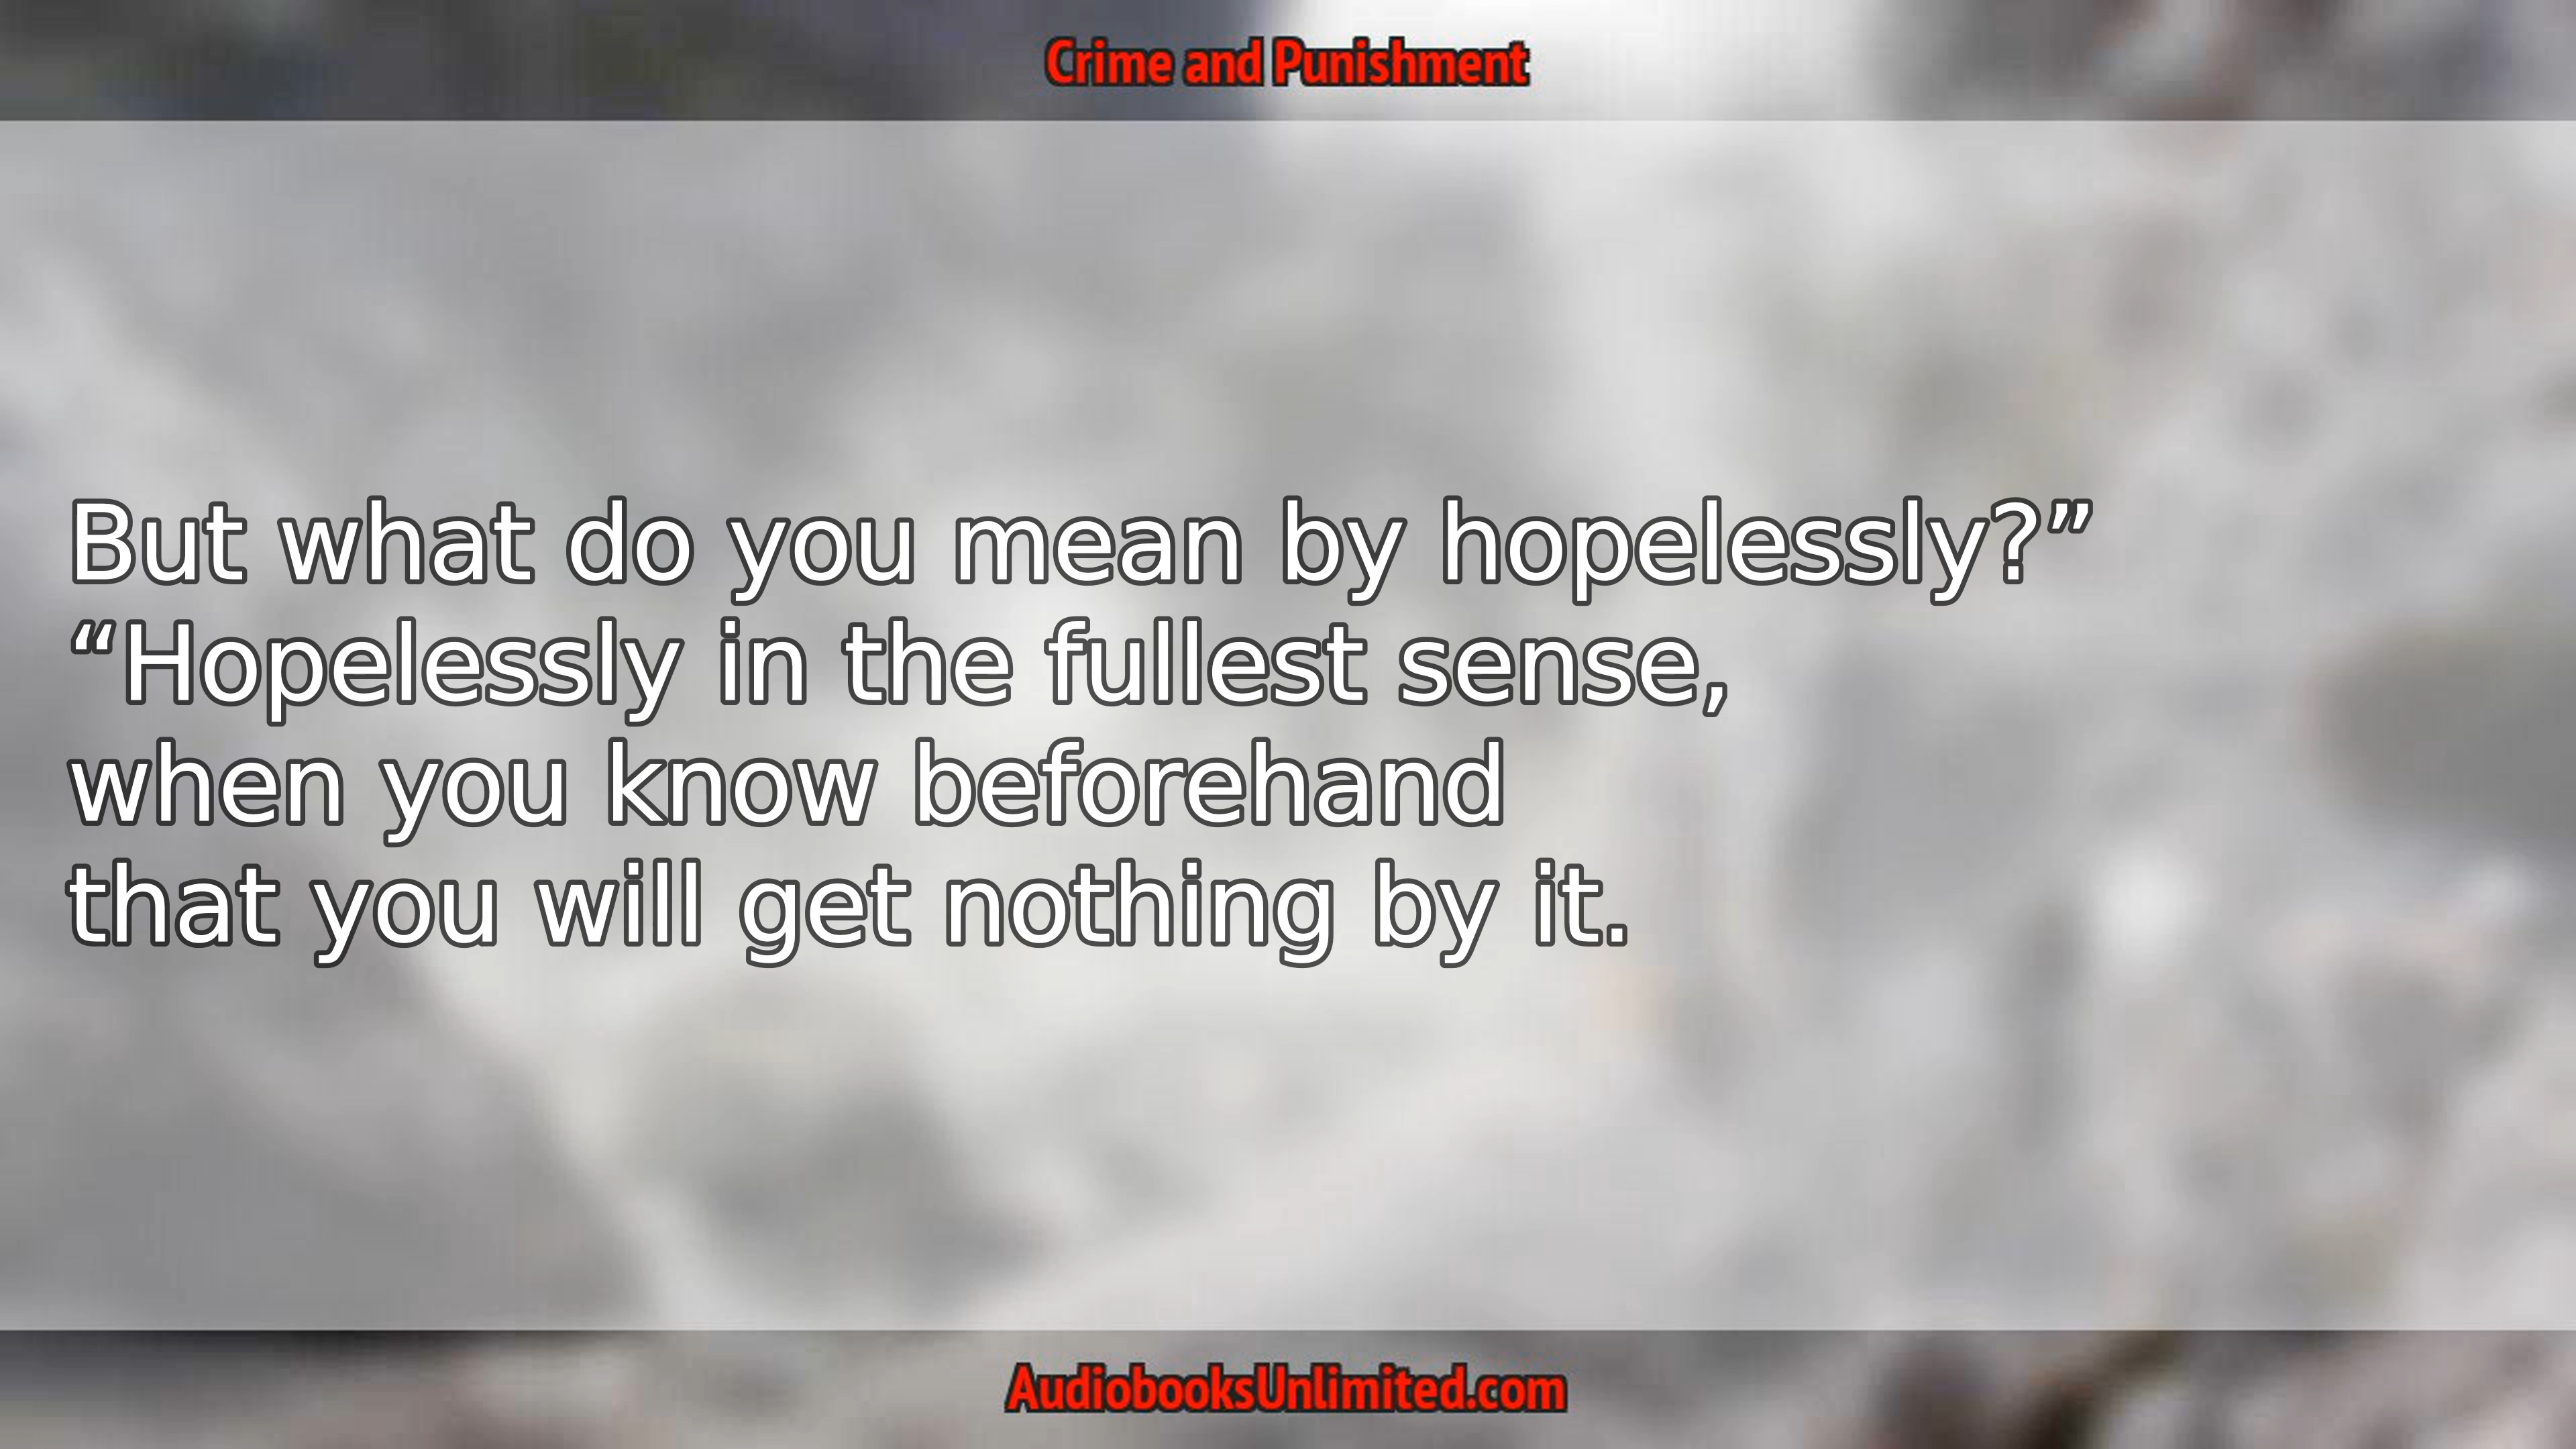 Crime and Punishment
But what do you mean by hopelessly?”
“Hopelessly in the fullest sense,
when you know beforehand
that you will get nothing by it.
AudiobooksUnlimited.com